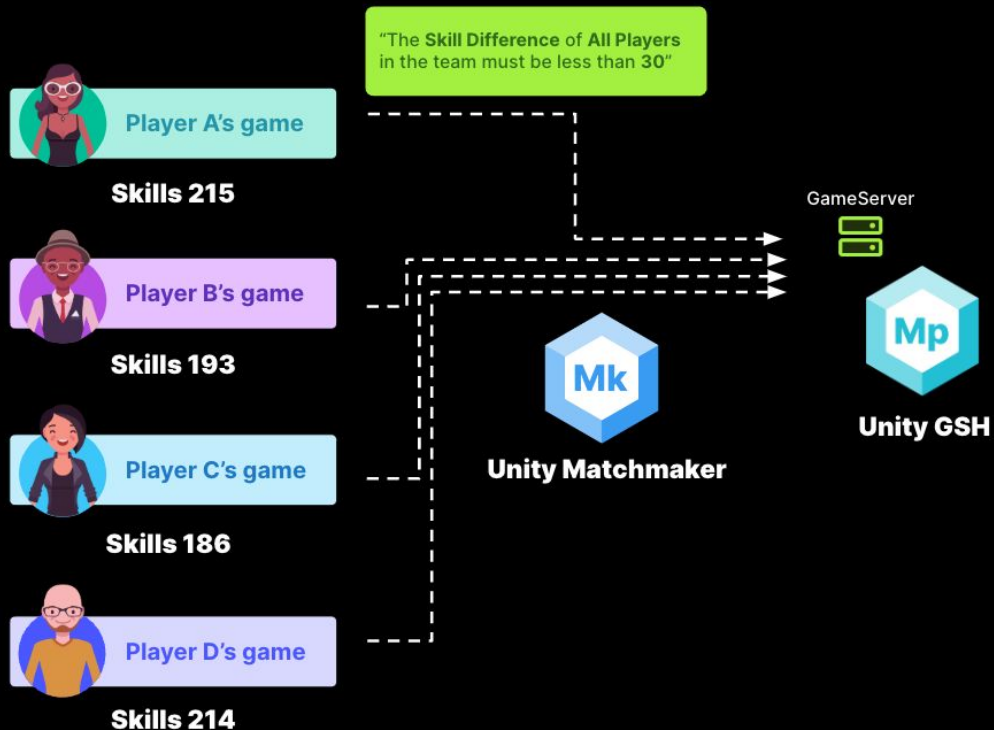 “The Skill Difference of All Players
in the team must be less than 30”
Player A’s game
Skills 215
GameServer
Player B’s game
Skills 193
Mp
Mk
Unity GSH
Unity Matchmaker
Player C’s game
Skills 186
Player D’s game
Skills 214